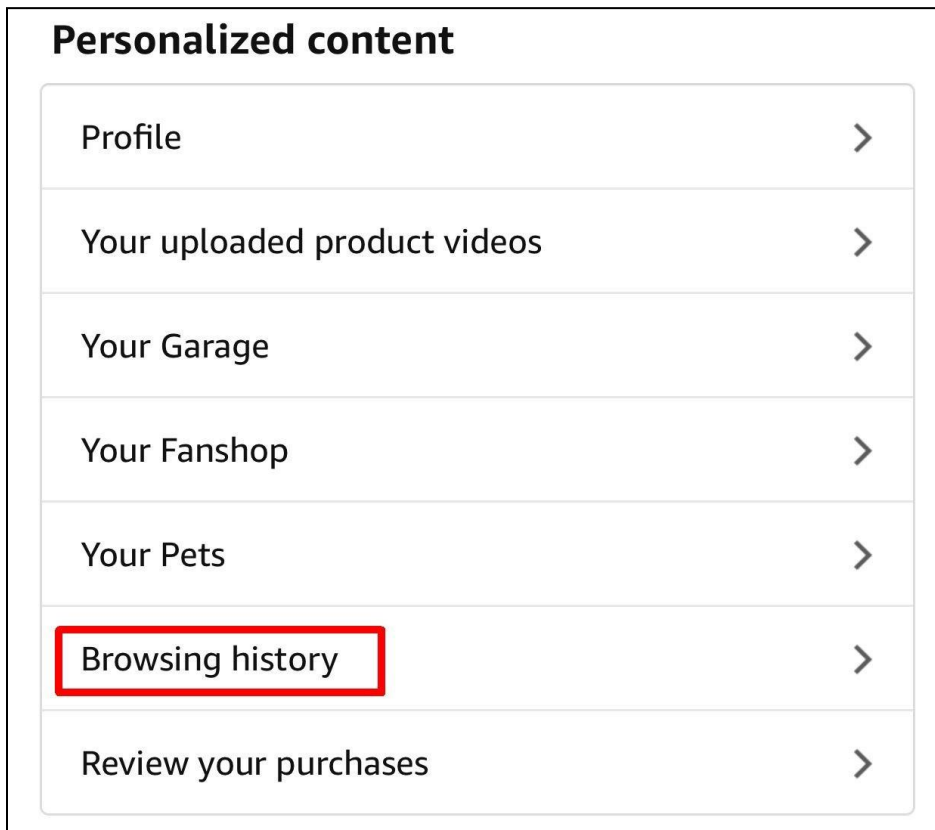 Personalized content
Profile
Your uploaded product videos
Your Garage
Your Fanshop
Your Pets
Browsing history
Review your purchases